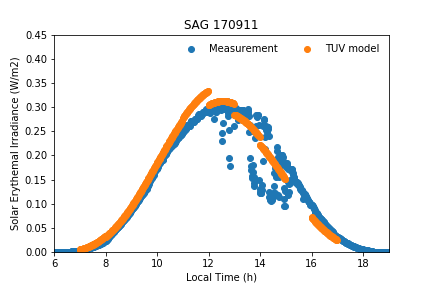 SAG 170911
Measurement
TUV model
Solar Erythemal Irradiance (W/m2)
0.45
0.40
0.35
0.30
0.25
0.20
0.15
0.10
0.05
0.00
6 8 10 12 14 16 18
Local Time (h)